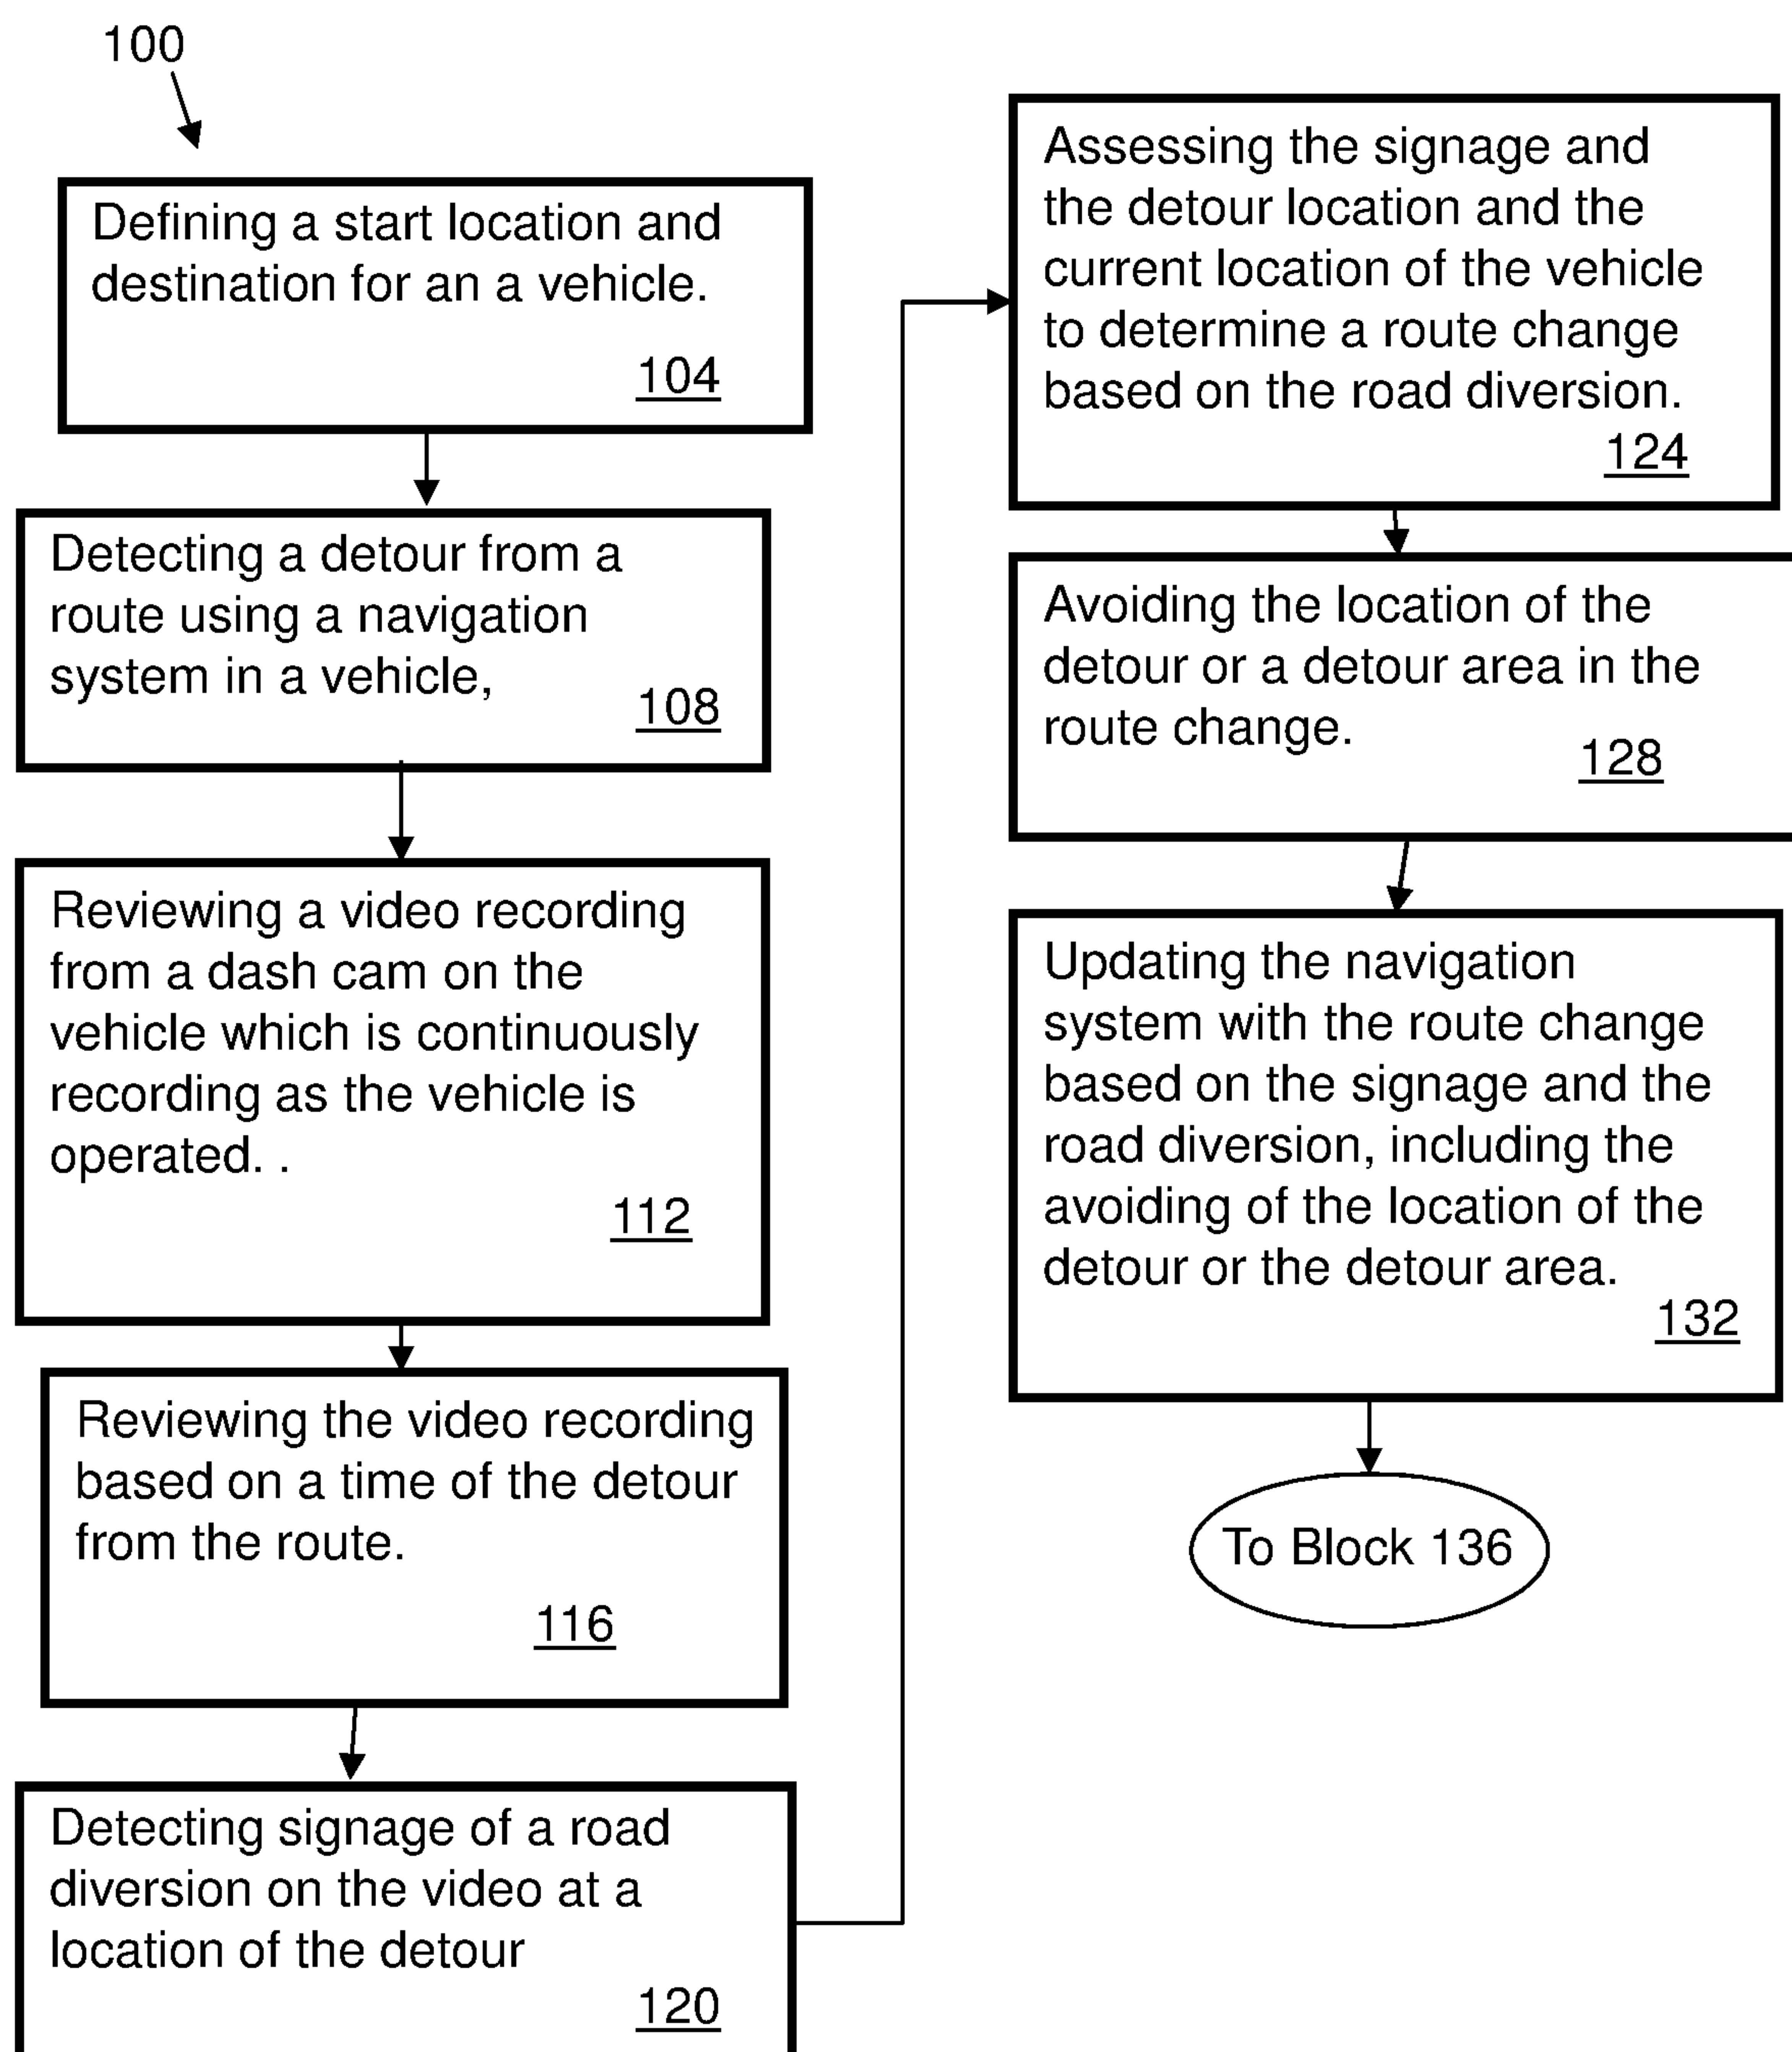 100
Defining a start location and
destination for an a vehicle.
104
Detecting a detour from a
route using a navigation
system in a vehicle,
108
Reviewing a video recording
from a dash cam on the
vehicle which is continuously
recording as the vehicle is
operated. .
112
Reviewing the video recording
based on a time of the detour
from the route.
116
Detecting signage of a road
diversion on the video at a
location of the detour
120
Assessing the signage and
the detour location and the
current location of the vehicle
to determine a route change
based on the road diversion.
124
Avoiding the location of the
detour or a detour area in the
route change.
128
Updating the navigation
system with the route change
based on the signage and the
road diversion, including the
avoiding of the location of the
detour or the detour area.
132
To Block 136